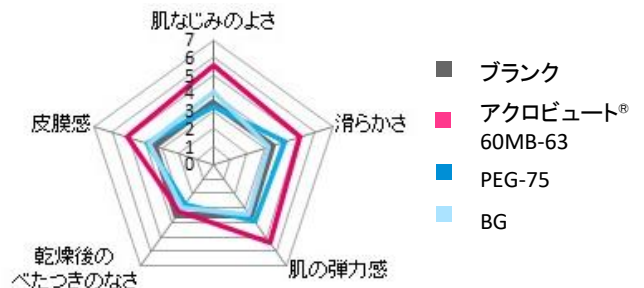 肌なじみのよさ
7
6
5
4
3
2
1
0
滑らかさ
肌の弾力感
乾燥後の
べたつきのなさ
皮膜感
ブランク
アクロビュート®
60MB-63
PEG-75
BG